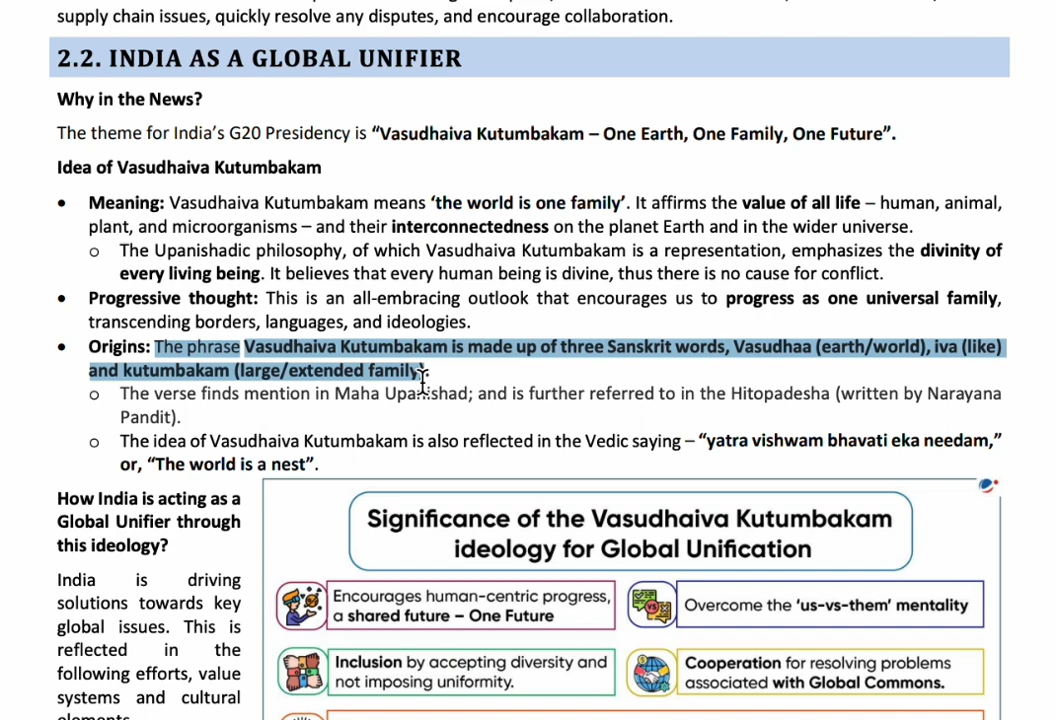 supply chain issues, quickly resolve any disputes, and encourage collaboration.
2.2. INDIA AS A GLOBAL UNIFIER
Why in the News?
The theme for India's G20 Presidency is “Vasudhaiva Kutumbakam – One Earth, One Family, One Future”.
Idea of Vasudhaiva Kutumbakam
• Meaning: Vasudhaiva Kutumbakam means ‘the world is one family’. It affirms the value of all life – human, animal,
plant, and microorganisms – and their interconnectedness on the planet Earth and in the wider universe.
o The Upanishadic philosophy, of which Vasudhaiva Kutumbakam is a representation, emphasizes the divinity of
every living being. It believes that every human being is divine, thus there is no cause for conflict.
• Progressive thought: This is an all-embracing outlook that encourages us to progress as one universal family,
transcending borders, languages, and ideologies.
• Origins: The phrase Vasudhaiva Kutumbakam is made up of three Sanskrit words, Vasudhaa (earth/world), iva (like)
and kutumbakam (large/extended family).
o The verse finds mention in Maha Upanishad; and is further referred to in the Hitopadesha (written by Narayana
Pandit).
o The idea of Vasudhaiva Kutumbakam is also reflected in the Vedic saying – “yatra vishwam bhavati eka needam,”
or, “The world is a nest”.
How India is acting as a
Global Unifier through
this ideology?
India is driving
solutions towards key
global issues. This is
reflected in the
following efforts, value
systems and cultural
Significance of the Vasudhaiva Kutumbakam
ideology for Global Unification
Encourages human-centric progress,
a shared future – One Future
Overcome the ‘us-vs-them’ mentality
Inclusion by accepting diversity and
not imposing uniformity.
Cooperation for resolving problems
associated with Global Commons.